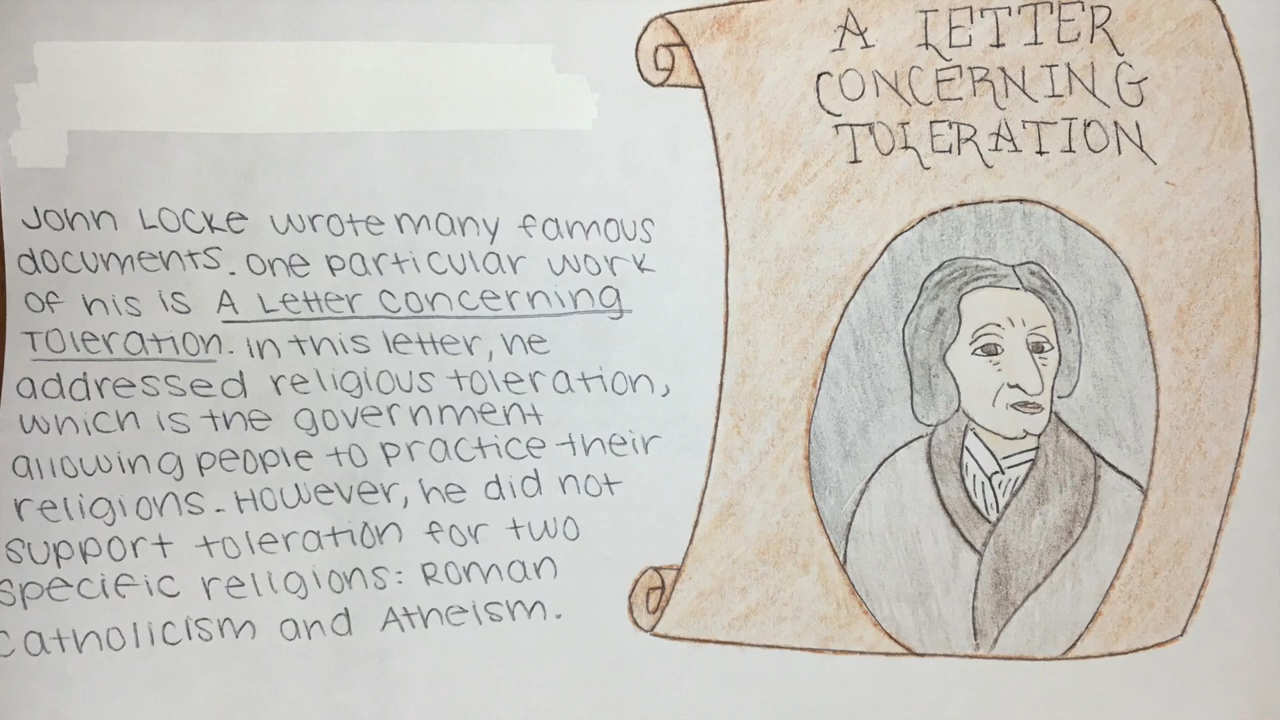 John Locke wrote many famous
documents. One particular work
of his is A Letter Concerning
Toleration. In this letter, he
addressed religious toleration,
which is the government
allowing people to practice their
religions. However, he did not
support toleration for two
specific religions: Roman
Catholicism and Atheism.
A LETTER
CONCERNING
TOLERATION